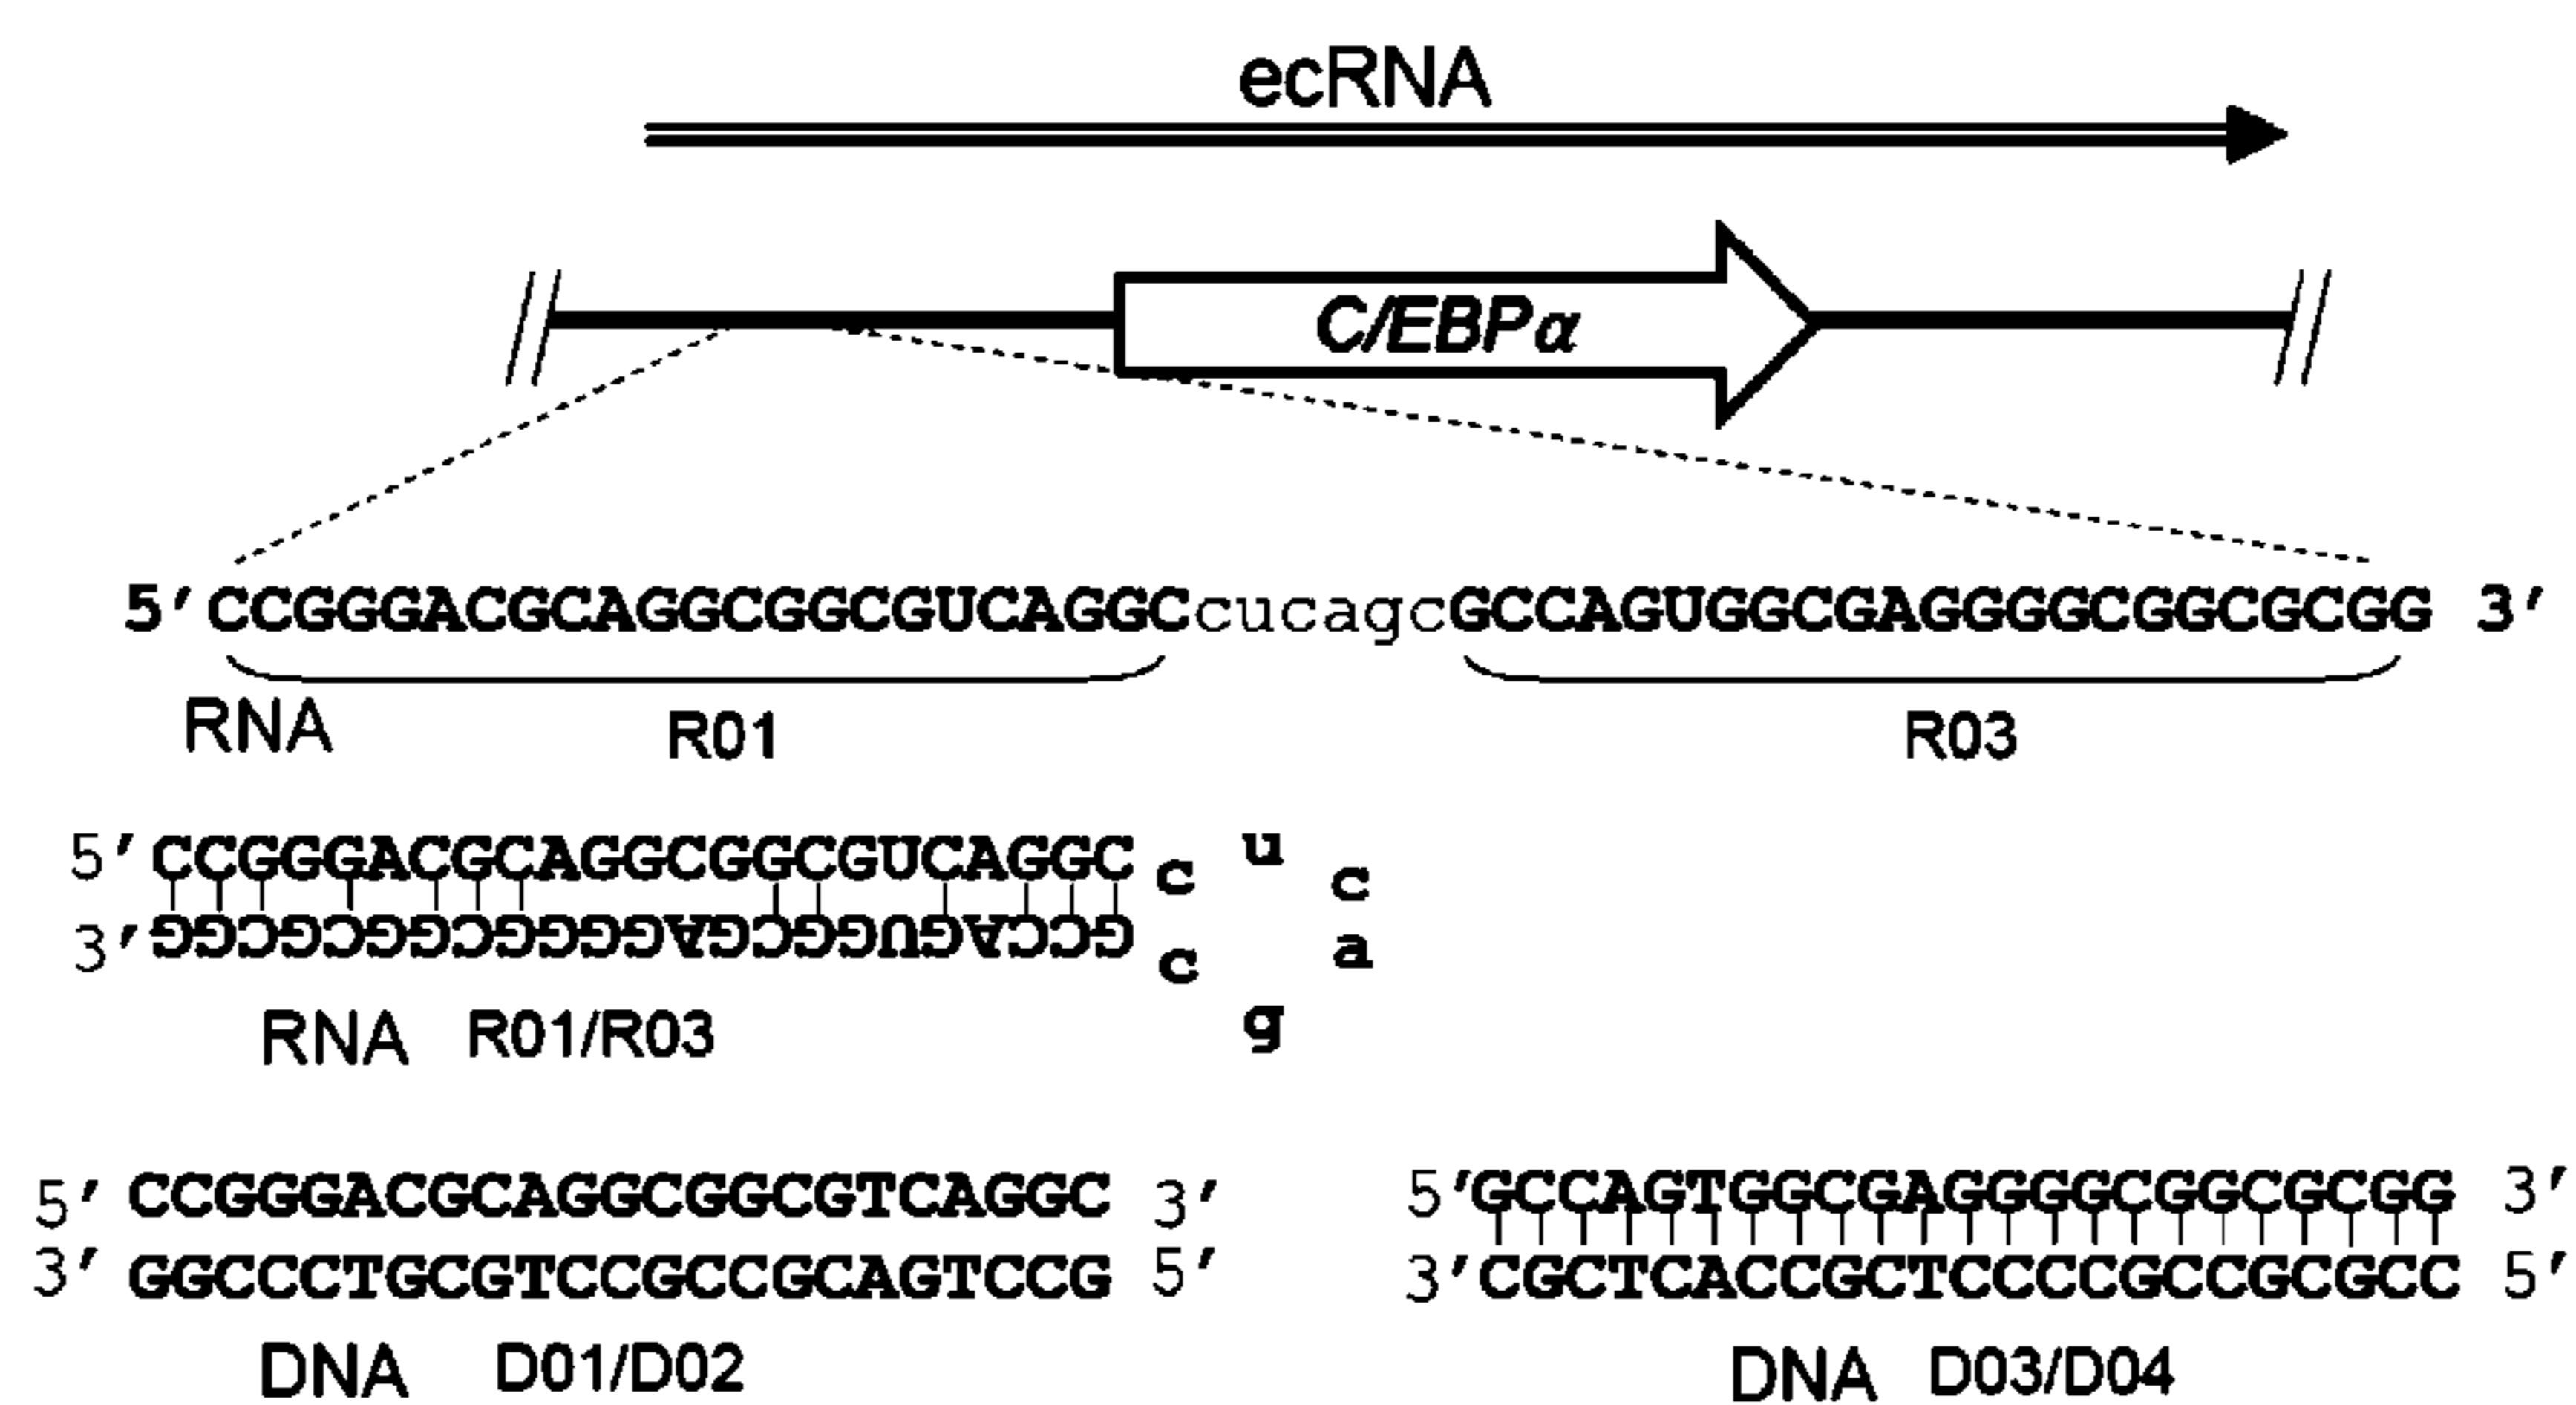 ecRNA
C/EBPα
5′CCGGGACGCAGGCGGCGUCAGGCcucagcGCCAGUGGCGAGGGGCGGCGCGG 3′
RNA R01 R03
5′CCGGGACGCAGGCGGCGUCAGGC c u c
3′GGCGCGGCGGGGAGCGGUGACCG c g a
RNA R01/R03
5′ CCGGGACGCAGGCGGCGTCAGGC 3′
3′ GGCCCTGCGTCCGCCGCAGTCCG 5′
DNA D01/D02
5′GCCAGTGGCGAGGGGCGGCGCGG 3′
3′CGCTCACCGCTCCCCGCCGCGCC 5′
DNA D03/D04